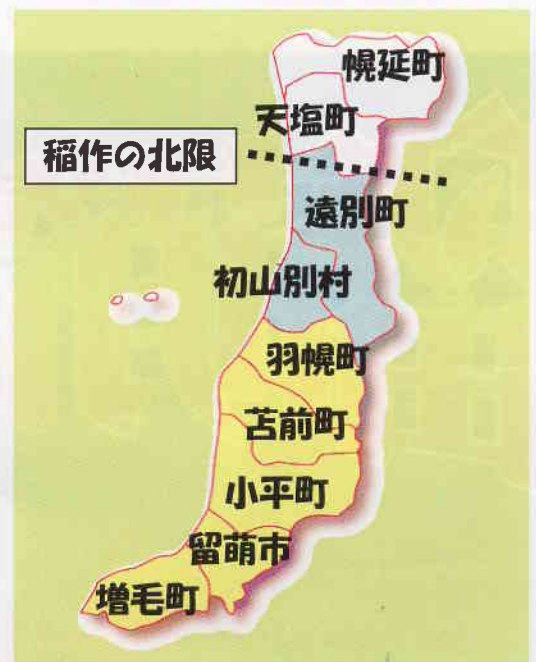 幌延町
天塩町
稲作の北限
遠別町
初山別村
羽幌町
苫前町
小平町
留萌市
増毛町